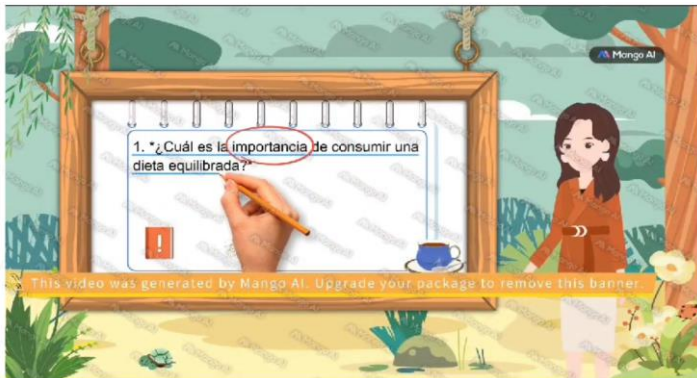 Mango AI
1. "¿Cuál es la importancia de consumir una
dieta equilibrada?"
!
This video was generated by Mango AI. Upgrade your package to remove this banner.